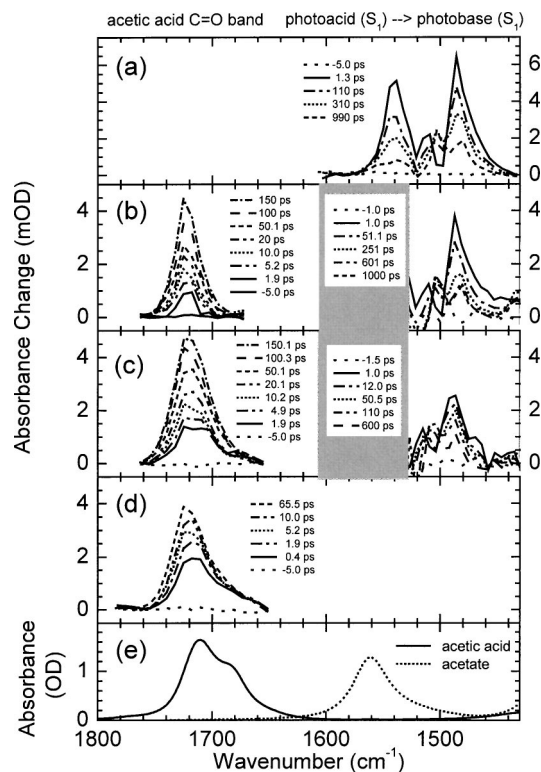 acetic acid C=O band photoacid (S1) --> photobase (S1)
(a)
-5.0 ps
1.3 ps
110 ps
310 ps
990 ps
6
4
2
0
(b)
150 ps
100 ps
50.1 ps
20 ps
10.0 ps
5.2 ps
1.9 ps
-5.0 ps
-1.0 ps
1.0 ps
51.1 ps
251 ps
601 ps
1000 ps
4
2
0
(c)
150.1 ps
100.3 ps
50.1 ps
20.1 ps
10.2 ps
4.9 ps
1.9 ps
-5.0 ps
-1.5 ps
1.0 ps
12.0 ps
50.5 ps
110 ps
600 ps
4
2
0
(d)
65.5 ps
10.0 ps
5.2 ps
1.9 ps
0.4 ps
-5.0 ps
4
2
0
(e)
acetic acid
acetate
1
0
Absorbance Change (mOD)
Absorbance
(OD)
1800 1700 1600 1500
Wavenumber (cm-1)